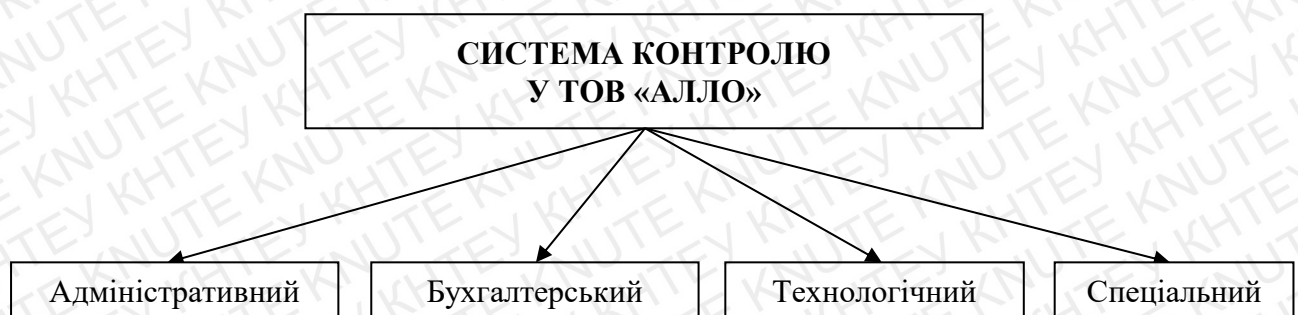 СИСТЕМА КОНТРОЛЮ
У ТОВ «АЛЛО»
Адміністративний
Бухгалтерський
Технологічний
Спеціальний